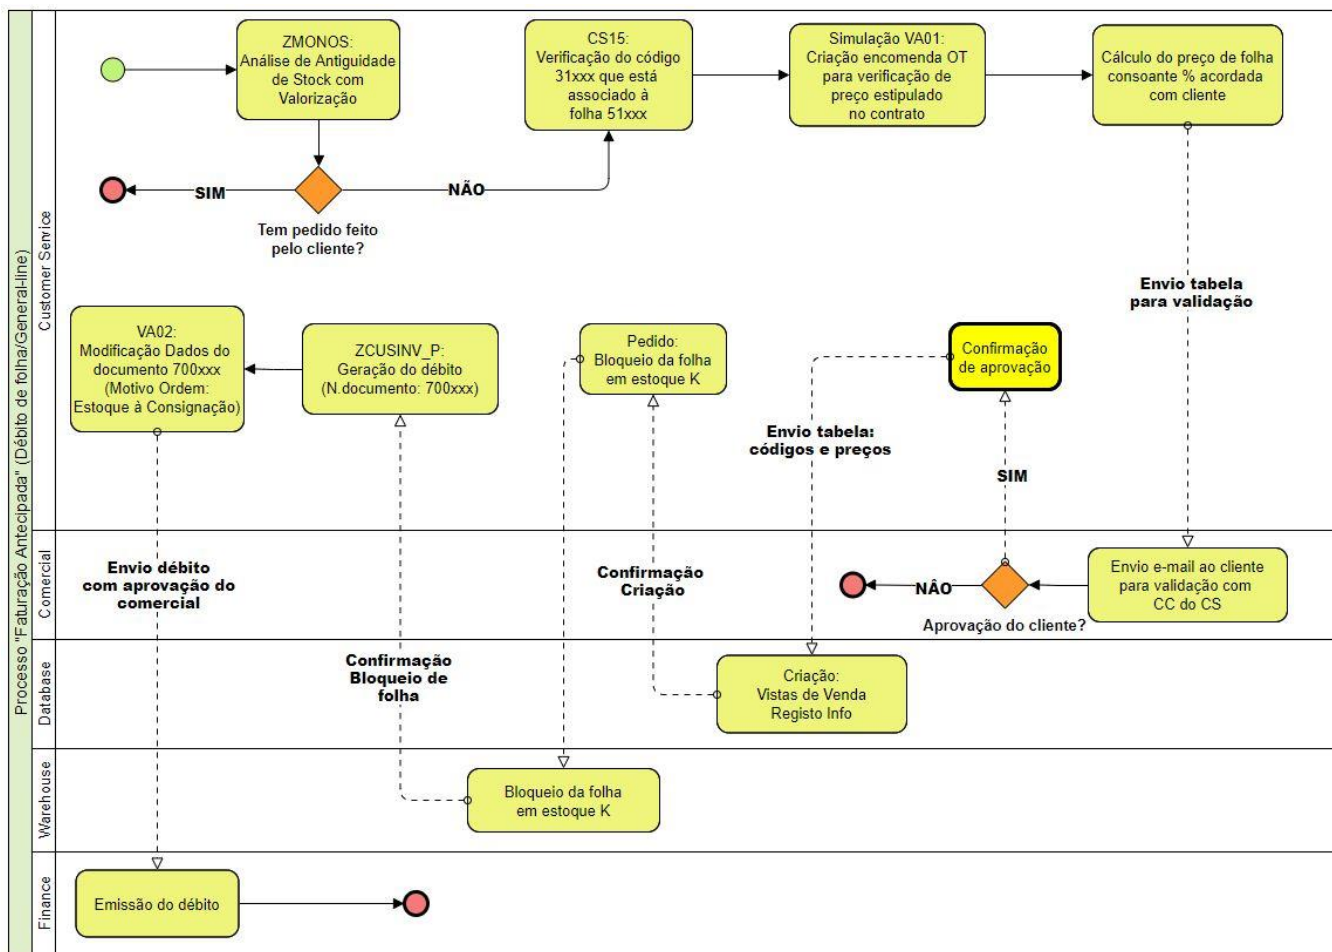 Processo "Faturação Antecipada" (Débito de folha/General-line)
Customer Service
ZMONOS:
Análise de Antiguidade
de Stock com
Valorização
CS15:
Verificação do código
31xxx que está
associado à
folha 51xxx
Simulação VA01:
Criação encomenda OT
para verificação de
preço estipulado
no contrato
Cálculo do preço de folha
consoante % acordada
com cliente
SIM
NÃO
Tem pedido feito
pelo cliente?
Envio tabela
para validação
VA02:
Modificação Dados do
documento 700xxx
(Motivo Ordem:
Estoque à Consignação)
ZCUSINV_P:
Geração do débito
(N.documento: 700xxx)
Pedido:
Bloqueio da folha
em estoque K
Confirmação
de aprovação
Envio tabela:
códigos e preços
SIM
Comercial
Envio débito
com aprovação do
comercial
Confirmação
Criação
NÂO
Aprovação do cliente?
Envio e-mail ao cliente
para validação com
CC do CS
Database
Confirmação
Bloqueio de
folha
Criação:
Vistas de Venda
Registo Info
Warehouse
Bloqueio da folha
em estoque K
Finance
Emissão do débito